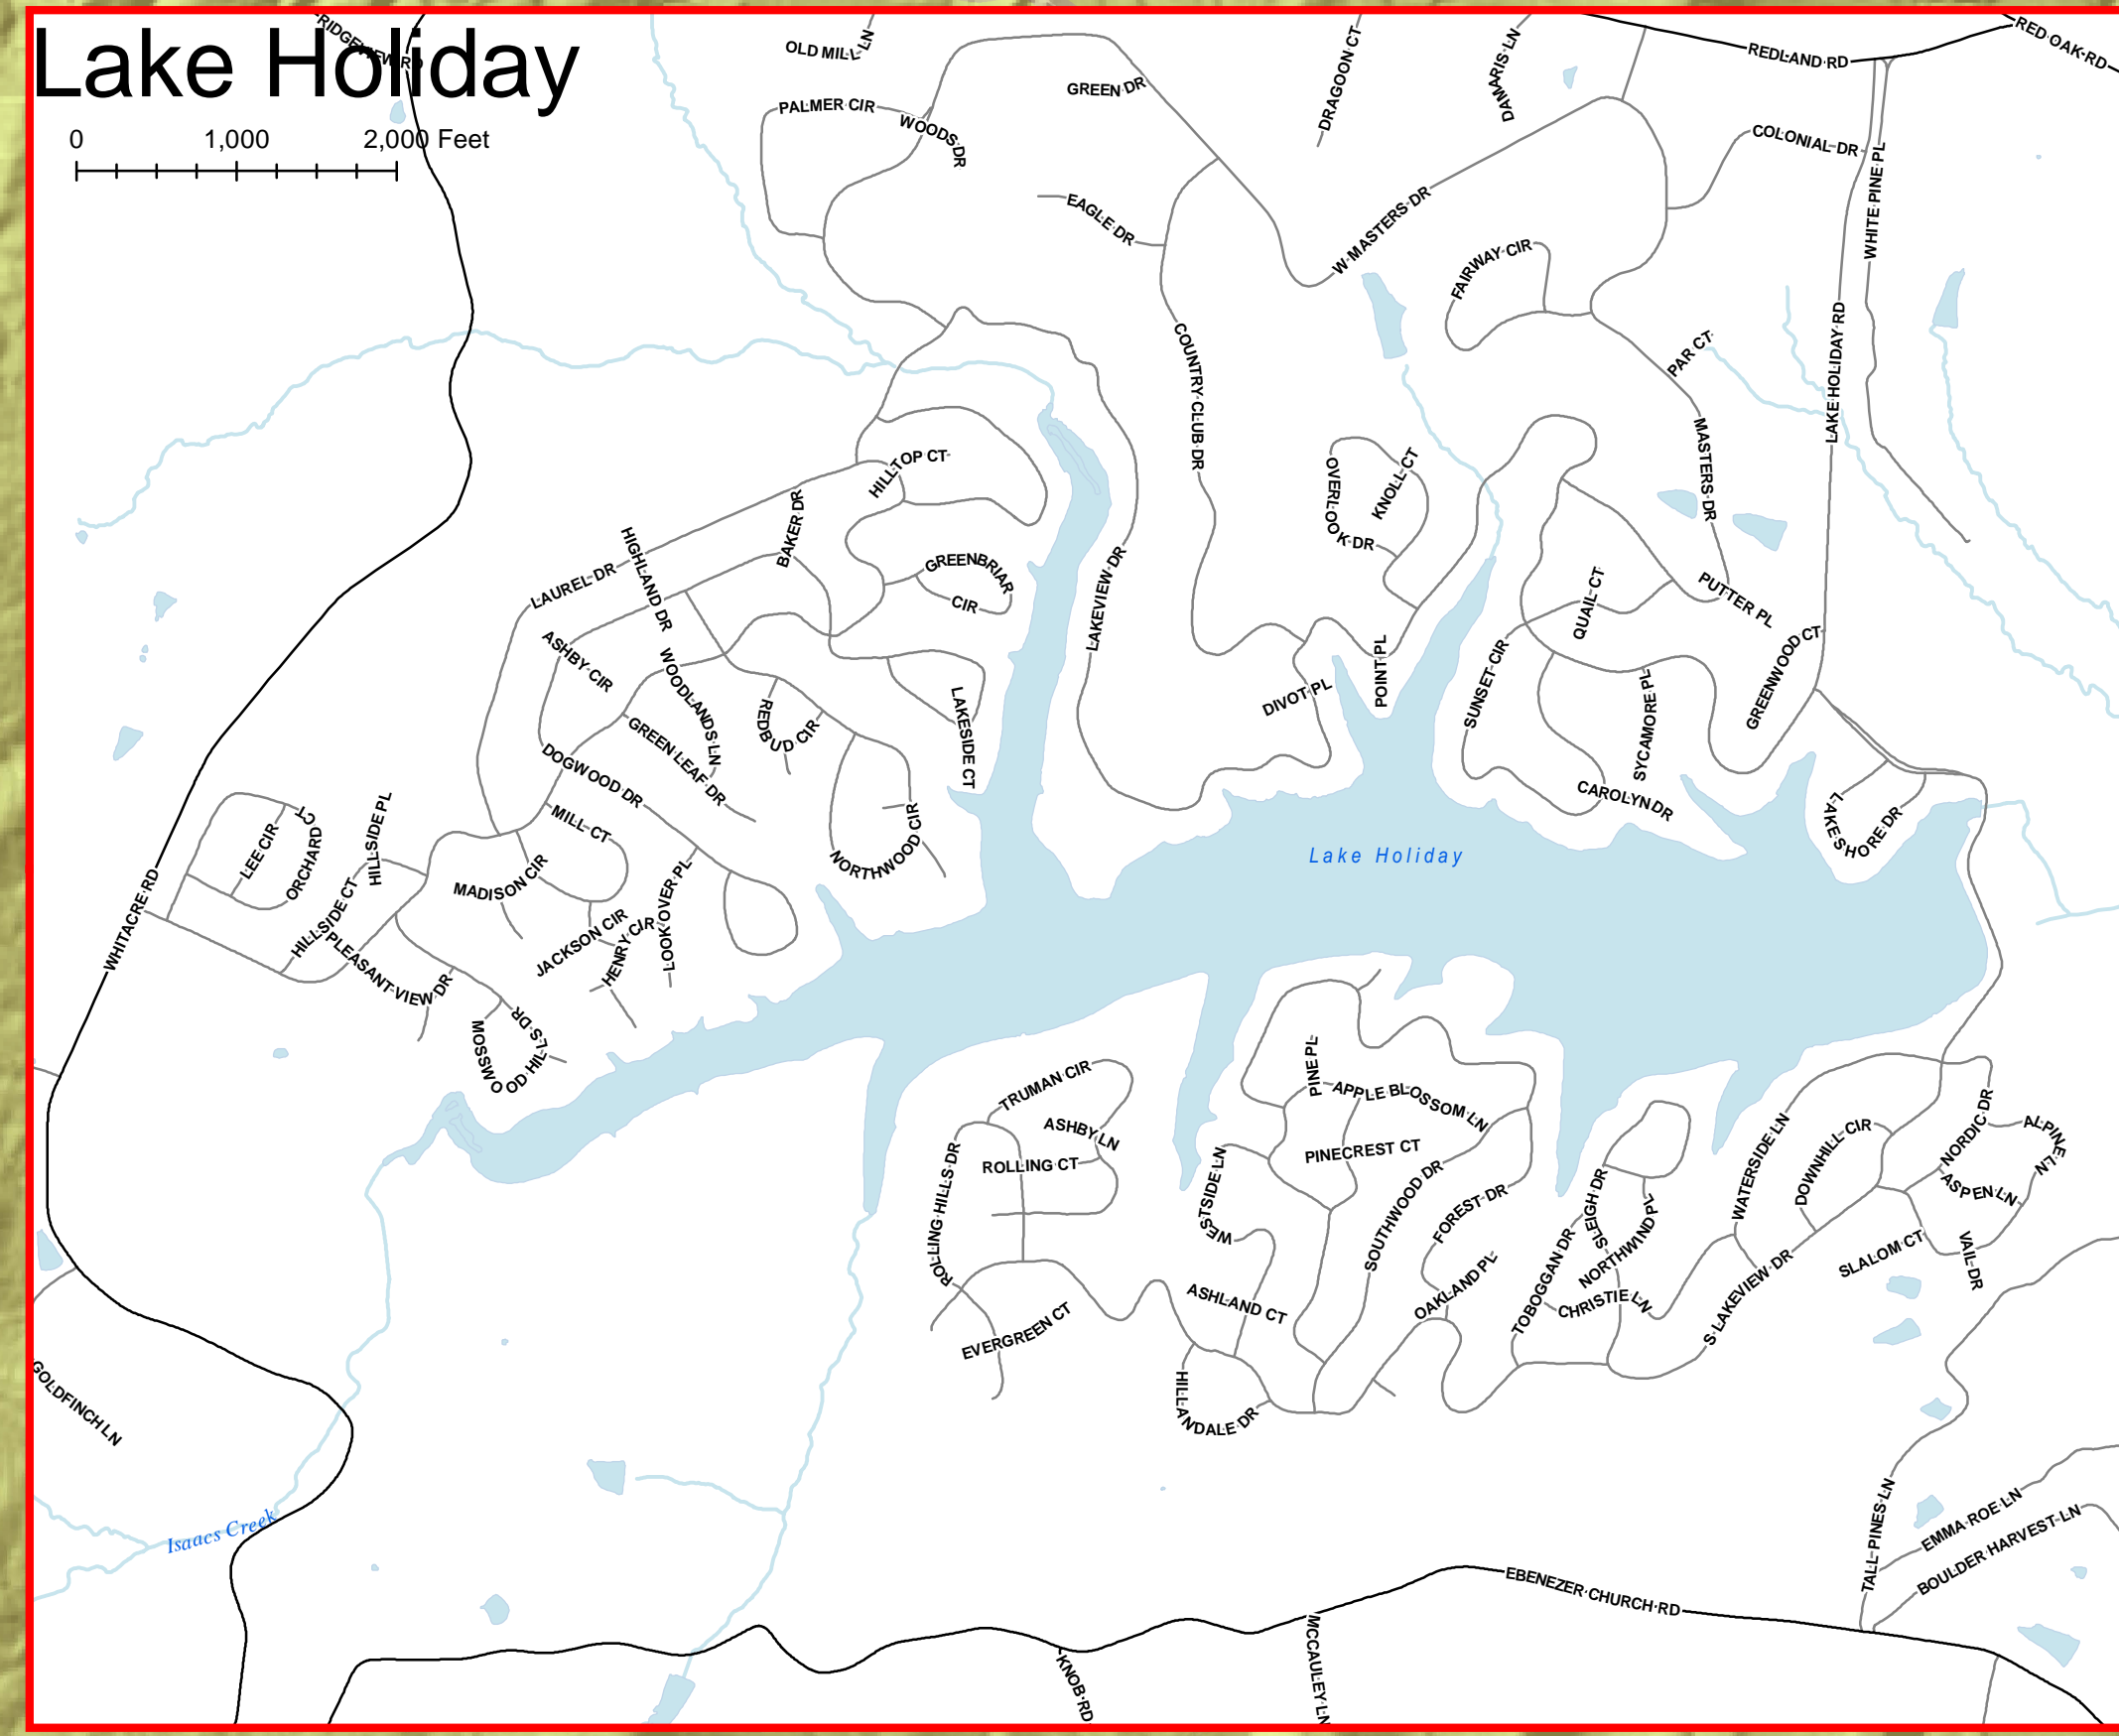 Lake Holiday
0 1,000 2,000 Feet
RIDGEVIEW RD
OLD MILL LN
PALMER CIR
WOODS DR
GREEN DR
EAGLE DR
DRAGOON CT
DAMARIS LN
REDLAND RD
RED OAK RD
COLONIAL DR
WHITE PINE PL
W MASTERS DR
FAIRWAY CIR
PAR CT
LAKE HOLIDAY RD
COUNTRY CLUB DR
MASTERS DR
OVERLOOK DR
KNOLL CT
HILLTOP CT
BAKER DR
HIGHLAND DR
LAUREL DR
GREENBRIAR CIR
LAKEVIEW DR
QUAIL CT
PUTTER PL
GREENWOOD CT
ASHBY CIR
WOODLANDS LN
REDBUD CIR
LAKESIDE CT
DIVOT PL
POINT PL
SUNSET CIR
SYCAMORE PL
CAROLYN DR
GREEN LEAF DR
DOGWOOD DR
MILL CT
NORTHWOOD CIR
LAKE SHORE DR
Lake Holiday
LEE CIR
ORCHARD CT
HILLSIDE PL
HILLSIDE CT
MADISON CIR
JACKSON CIR
HENRY CIR
LOOKOVER PL
WHITACRE RD
PLEASANT VIEW DR
MOSSWOOD
HILLS DR
TRUMAN CIR
ASHBY LN
ROLLING CT
ROLLING HILLS DR
EVERGREEN CT
PINE PL
APPLE BLOSSOM LN
PINECREST CT
WESTSIDE LN
SOUTHWOOD DR
FOREST DR
OAKLAND PL
ASHLAND CT
HILLANDALE DR
SLEIGH DR
NORTHWIND PL
TOBOGGAN DR
CHRISTIE LN
WATERSIDE LN
DOWNHILL CIR
NORDIC DR
ALPINE LN
ASPEN LN
SLALOM CT
VAIL DR
S LAKEVIEW DR
GOLDFINCH LN
Isaacs Creek
TALL PINES LN
EMMA ROE LN
BOULDER HARVEST LN
EBENEZER CHURCH RD
KNOB RD
MCCAULEY LN